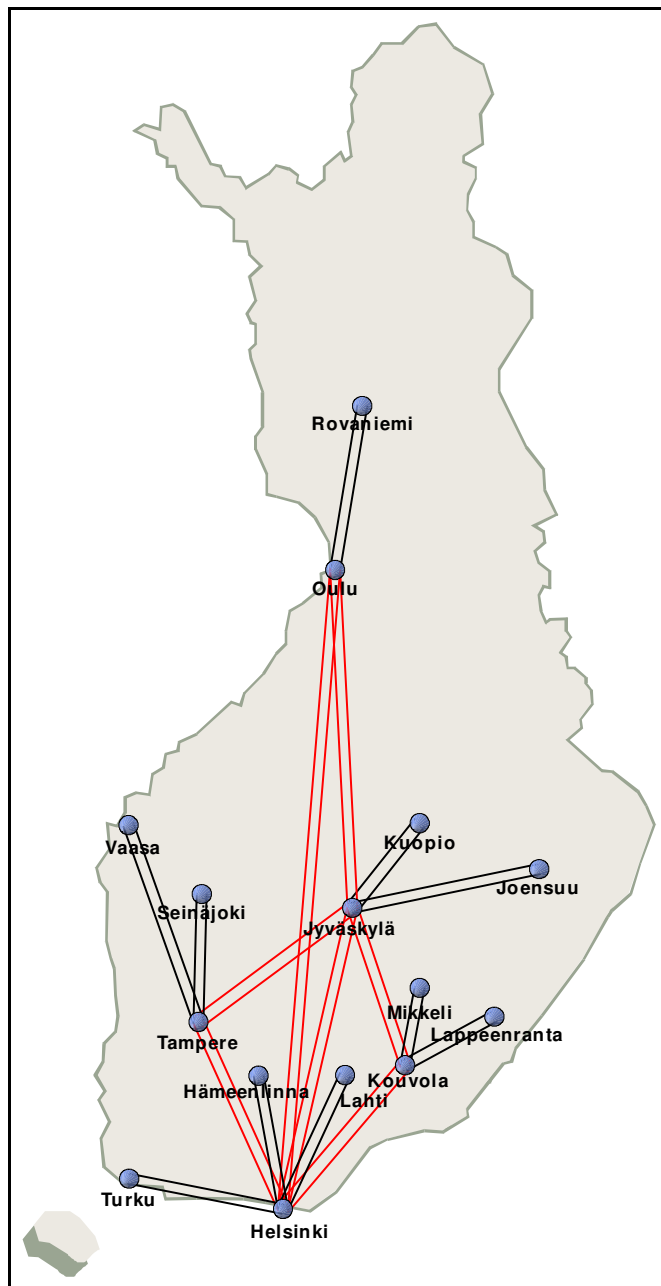 Rovaniemi
Oulu
Vaasa
Kuopio
Joensuu
Seinäjoki
Jyväskylä
Mikkeli
Lappeenranta
Tampere
Kouvola
Hämeenlinna
Lahti
Turku
Helsinki